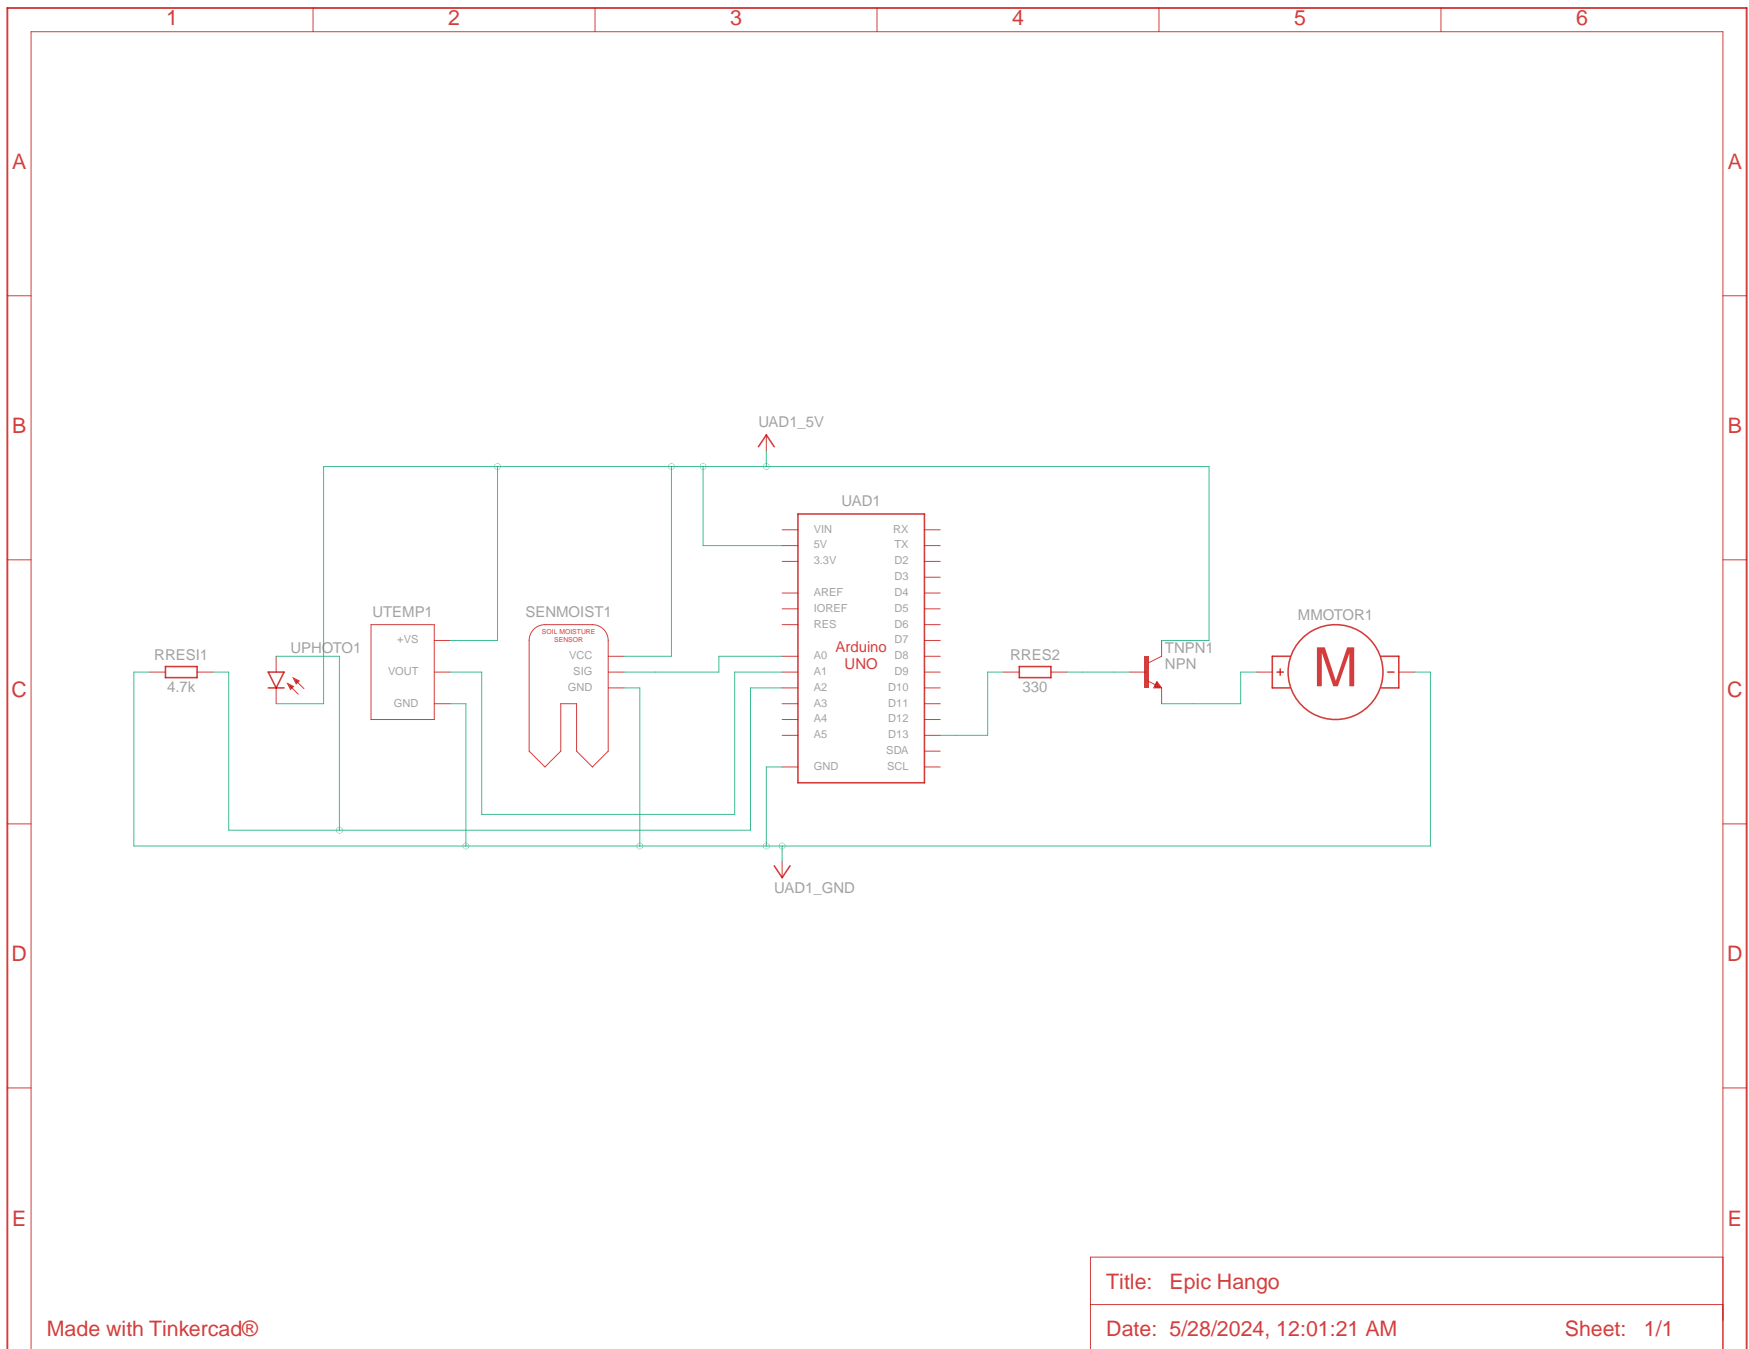 1 2 3 4 5 6
A A
B B
UAD1_5V
UAD1
VIN RX
5V TX
3.3V D2
D3
AREF D4
IOREF D5
RES D6
D7
A0 D8
A1 D9
A2 D10
A3 D11
A4 D12
A5 D13
SDA
GND SCL
Arduino
UNO
UTEMP1
+VS
VOUT
GND
SENMOIST1
SOIL MOISTURE
SENSOR
VCC
SIG
GND
UPHOTO1
RRESI1
4.7k
RRES2
330
TNPN1
NPN
MMOTOR1
+ M -
C C
UAD1_GND
D D
E E
Title: Epic Hango
Made with Tinkercad®
Date: 5/28/2024, 12:01:21 AM Sheet: 1/1